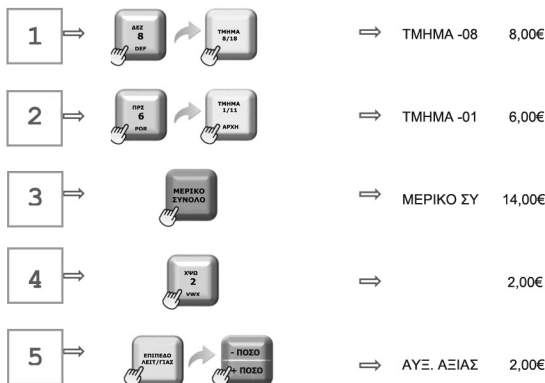 1 ΔΕΖ 8 DEF ΤΜΗΜΑ 8/18 ΤΜΗΜΑ -08 8,00€
2 ΠΡΣ 6 PQR ΤΜΗΜΑ 1/11 ΑΡΧΗ ΤΜΗΜΑ -01 6,00€
3 ΜΕΡΙΚΟ ΣΥΝΟΛΟ ΜΕΡΙΚΟ ΣΥ 14,00€
4 ΧΨΩ 2 VWX 2,00€
5 ΕΠΙΠΕΔΟ ΛΕΙΤ/ΓΙΑΣ - ΠΟΣΟ + ΠΟΣΟ ΑΥΞ. ΑΞΙΑΣ 2,00€